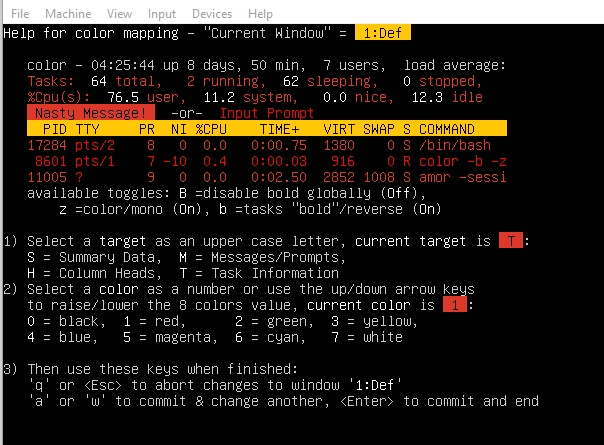 File Machine View Input Devices Help
Help for color mapping - "Current Window" = 1:Def
color - 04:25:44 up 8 days, 50 min, 7 users, load average:
Tasks: 64 total, 2 running, 62 sleeping, 0 stopped,
%Cpu(s): 76.5 user, 11.2 system, 0.0 nice, 12.3 idle
Nasty Message! -or- Input Prompt
PID TTY PR NI %CPU TIME+ VIRT SWAP S COMMAND
17284 pts/2 8 0 0.0 0:00.75 1380 0 S /bin/bash
8601 pts/1 7 -10 0.4 0:00.03 916 0 R color -b -z
11005 ? 9 0 0.0 0:02.50 2852 1008 S amor -sessi
available toggles: B =disable bold globally (Off),
z =color/mono (On), b =tasks "bold"/reverse (On)
1) Select a target as an upper case letter, current target is T :
S = Summary Data, M = Messages/Prompts,
H = Column Heads, T = Task Information
2) Select a color as a number or use the up/down arrow keys
to raise/lower the 8 colors value, current color is 1 :
0 = black, 1 = red, 2 = green, 3 = yellow,
4 = blue, 5 = magenta, 6 = cyan, 7 = white
3) Then use these keys when finished:
'q' or <Esc> to abort changes to window '1:Def'
'a' or 'w' to commit & change another, <Enter> to commit and end